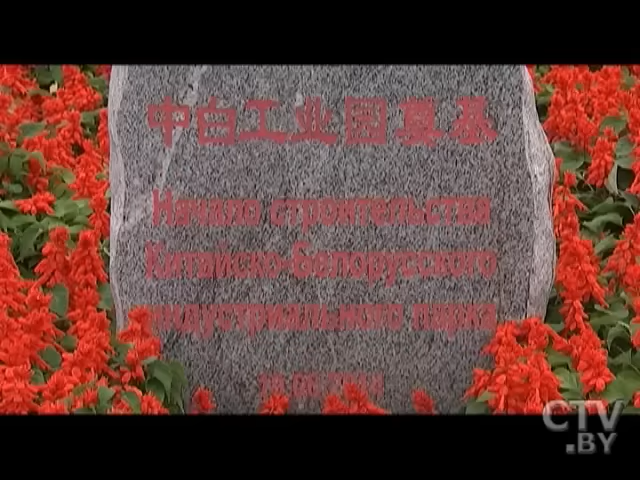 中白工业园奠基
Начало строительства
Китайско-Белорусского
индустриального парка
CTV
.BY